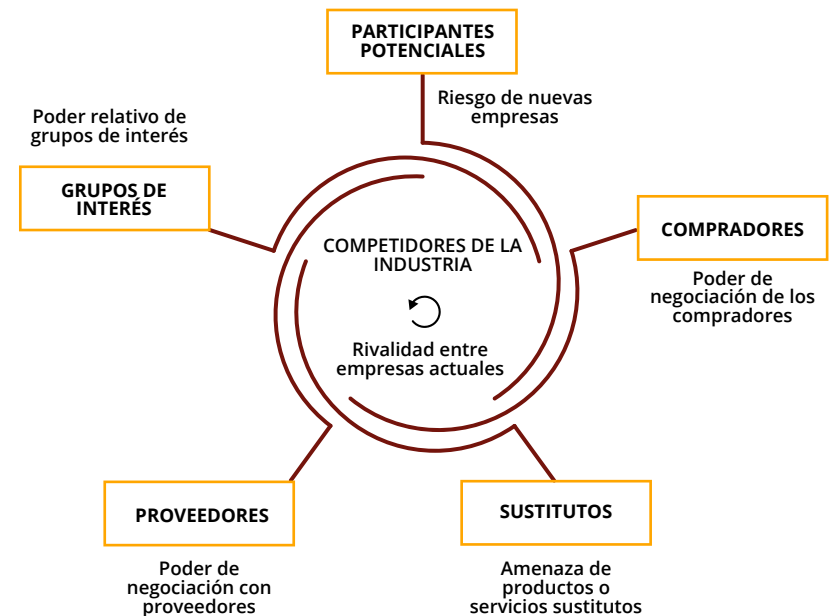 PARTICIPANTES
POTENCIALES
Riesgo de nuevas
empresas
Poder relativo de
grupos de interés
GRUPOS DE
INTERÉS
COMPRADORES
Poder de
negociación de los
compradores
COMPETIDORES DE LA
INDUSTRIA
Rivalidad entre
empresas actuales
PROVEEDORES
Poder de
negociación con
proveedores
SUSTITUTOS
Amenaza de
productos o
servicios sustitutos